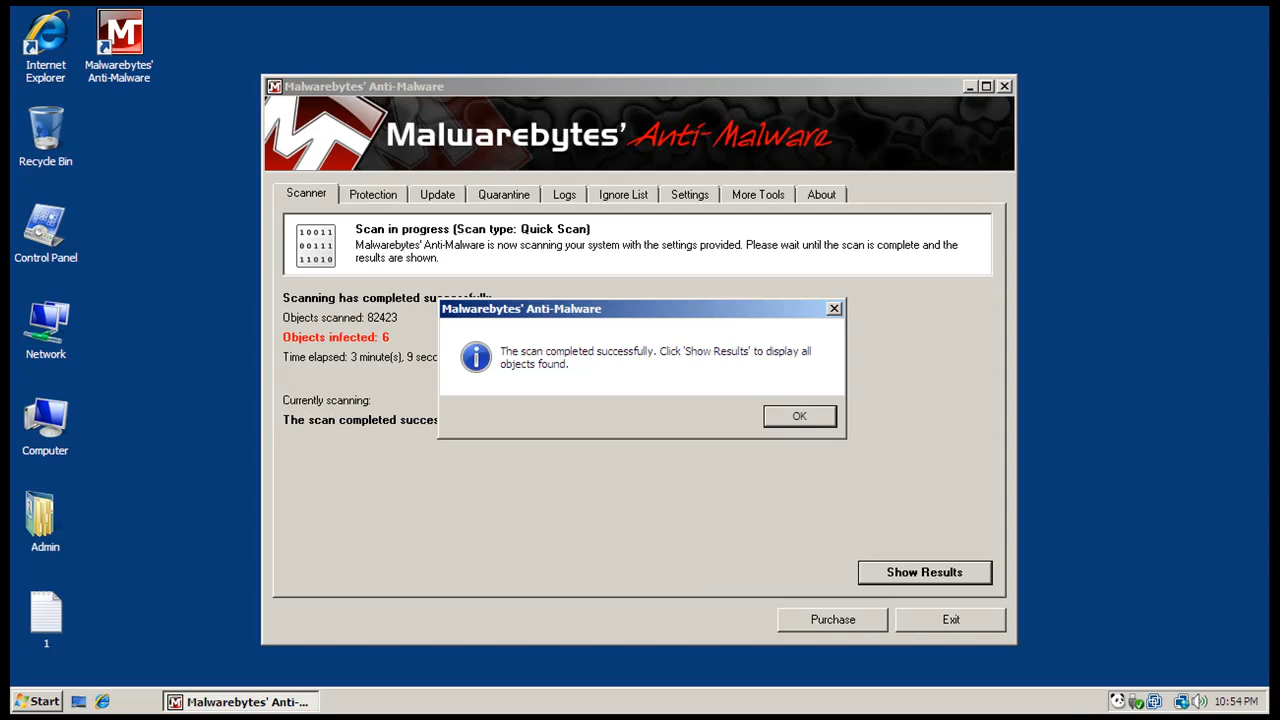 Internet
Explorer
Malwarebytes'
Anti-Malware
Recycle Bin
Control Panel
Network
Computer
Admin
1
Malwarebytes' Anti-Malware
Malwarebytes' Anti-Malware
Scanner
Protection
Update
Quarantine
Logs
Ignore List
Settings
More Tools
About
10011
00111
11010
Scan in progress (Scan type: Quick Scan)
Malwarebytes' Anti-Malware is now scanning your system with the settings provided. Please wait until the scan is complete and the
results are shown.
Scanning has completed successfully.
Objects scanned: 82423
Objects infected: 6
Time elapsed: 3 minute(s), 9 seco
Currently scanning:
The scan completed succes
Malwarebytes' Anti-Malware
The scan completed successfully. Click 'Show Results' to display all
objects found.
OK
Show Results
Purchase
Exit
Start
Malwarebytes' Anti-...
10:54 PM